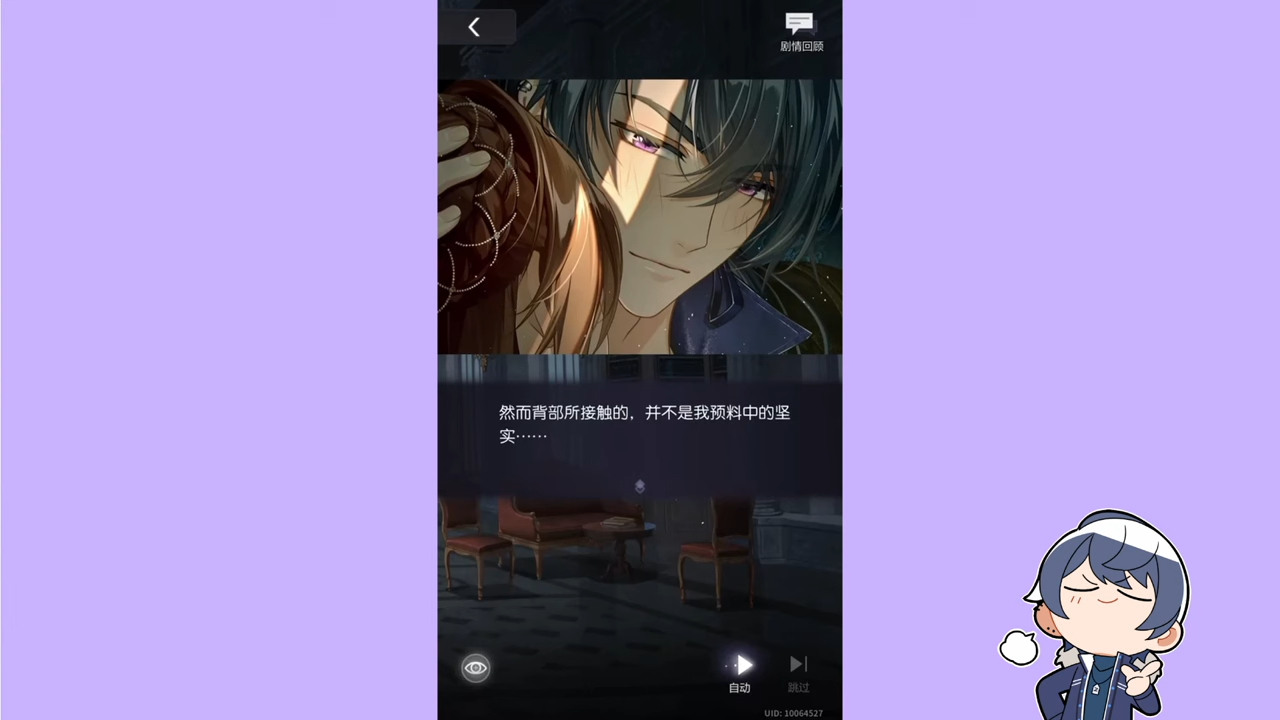 剧情回顾
然而背部所接触的，并不是我预料中的坚
实······
自动
跳过
UID: 10064527